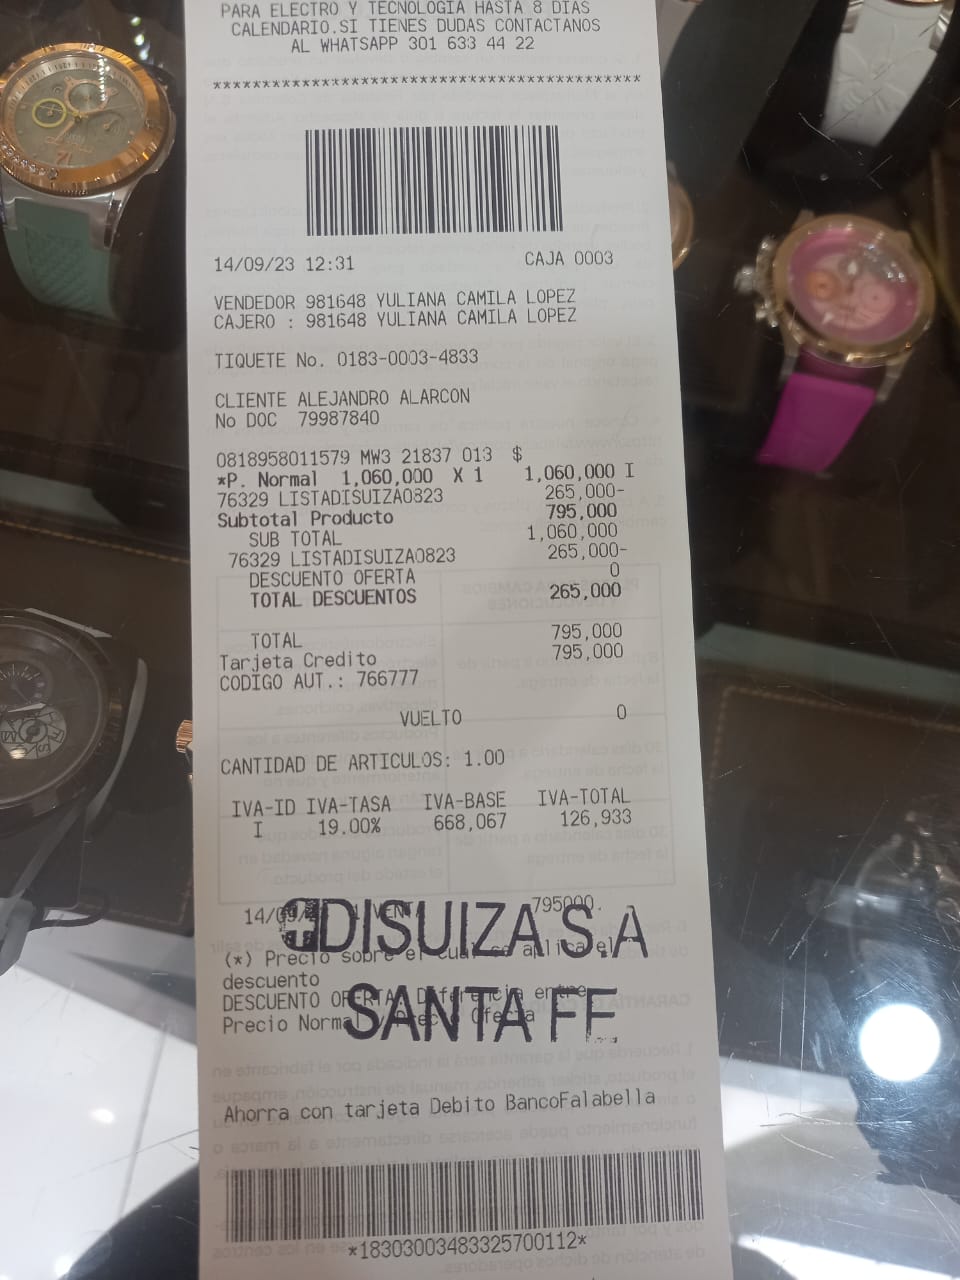 PARA ELECTRO Y TECNOLOGIA HASTA 8 DIAS
CALENDARIO.SI TIENES DUDAS CONTACTANOS
AL WHATSAPP 301 633 44 22
******************************************
14/09/23 12:31 CAJA 0003
VENDEDOR 981648 YULIANA CAMILA LOPEZ
CAJERO : 981648 YULIANA CAMILA LOPEZ
TIQUETE No. 0183-0003-4833
CLIENTE ALEJANDRO ALARCON
No DOC 79987840
0818958011579 MW3 21837 013 $
*P. Normal 1,060,000 X 1 1,060,000 I
76329 LISTADISUIZA0823 265,000-
Subtotal Producto 795,000
SUB TOTAL 1,060,000
76329 LISTADISUIZA0823 265,000-
DESCUENTO OFERTA 0
TOTAL DESCUENTOS 265,000
TOTAL 795,000
Tarjeta Credito 795,000
CODIGO AUT.: 766777
VUELTO 0
CANTIDAD DE ARTICULOS: 1.00
IVA-ID IVA-TASA IVA-BASE IVA-TOTAL
I 19.00% 668,067 126,933
14/09/ VENTA 795000.
DISUIZA S.A
(*) Precio sobre el cual se aplica el
descuento
DESCUENTO OFERTA: Diferencia entre
SANTA FE
Precio Normal y Precio Oferta
Ahorra con tarjeta Debito BancoFalabella
*18303003483325700112*